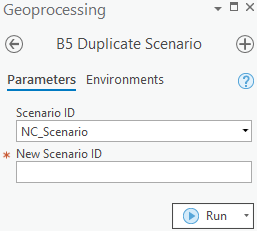 Geoprocessing
B5 Duplicate Scenario
Parameters Environments
Scenario ID
NC_Scenario
* New Scenario ID
Run